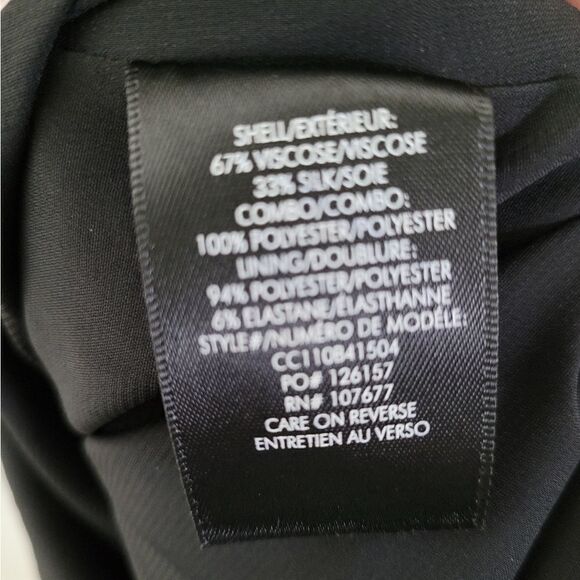 SHELL/EXTÉRIEUR:
67% VISCOSE/VISCOSE
33% SILK/SOIE
COMBO/COMBO:
100% POLYESTER/POLYESTER
LINING/DOUBLURE:
94% POLYESTER/POLYESTER
6% ELASTANE/ÉLASTHANNE
STYLE#/NUMÉRO DE MODÈLE:
CC110B41504
PO# 126157
RN# 107677
CARE ON REVERSE
ENTRETIEN AU VERSO